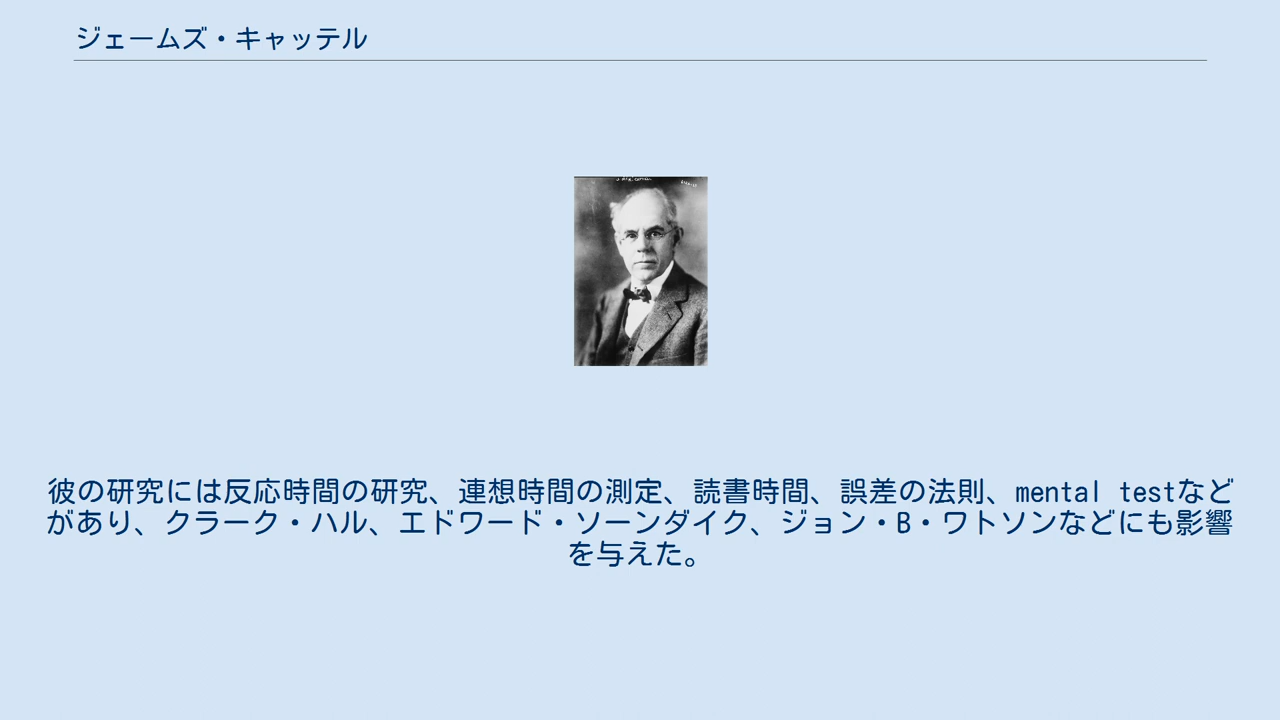 ジェームズ・キャッテル
彼の研究には反応時間の研究、連想時間の測定、読書時間、誤差の法則、mental testなど
があり、クラーク・ハル、エドワード・ソーンダイク、ジョン・B・ワトソンなどにも影響
を与えた。